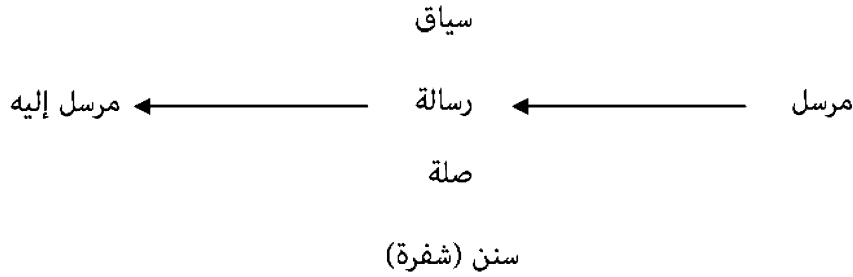 سياق
مرسل رسالة مرسل إليه
صلة
سنن (شفرة)